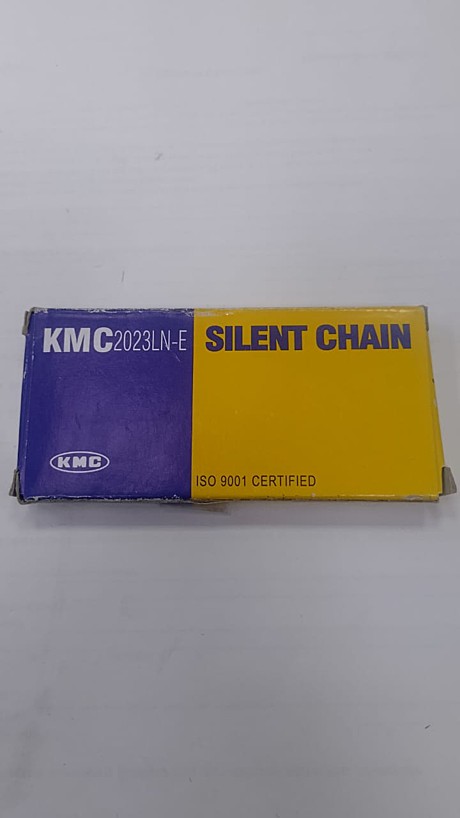 KMC2023LN-E
SILENT CHAIN
KMC
ISO 9001 CERTIFIED